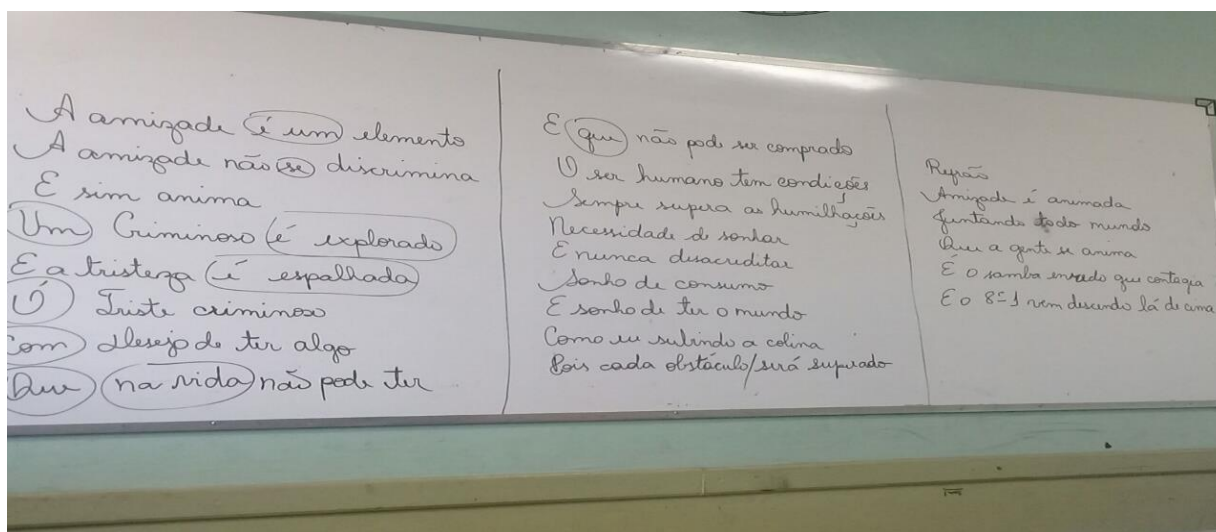 A amizade é um elemento
A amizade não se discrimina
E sim anima
Um Criminoso é explorado
E a tristeza é espalhada
O Triste criminoso
Com desejo de ter algo
Que na vida não pode ter
E que não pode ser comprado
O ser humano tem condições
Sempre supera as humilhações
Necessidade de sonhar
E nunca desacreditar
Sonho de consumo
E sonho de ter o mundo
Como eu subindo a colina
Pois cada obstáculo/será superado
Refrão
Amizade é animada
Juntando todo mundo
Que a gente se anima
É o samba enredo que contagia
E o 8º 1 vem descendo lá de cima